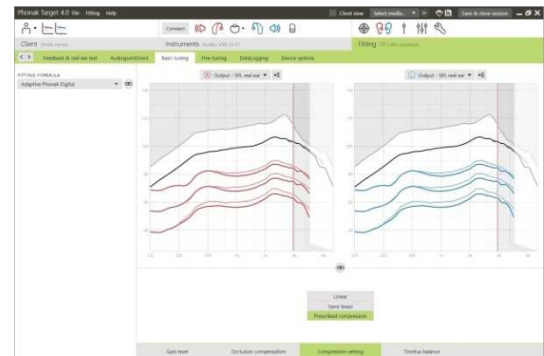 Phonak Target 4.0 File Fitting Help
Client view
Save & close session
Connect
Client
Instruments
Fitting
Feedback & real ear test
AudiogramDirect
Basic tuning
Fine tuning
DataLogging
Device options
FITTING FORMULA
Adaptive Phonak Digital
Output - SPL real ear
Output - SPL real ear
Linear
Semi linear
Prescribed compression
Gain level
Occlusion compensation
Compression setting
Tinnitus balance